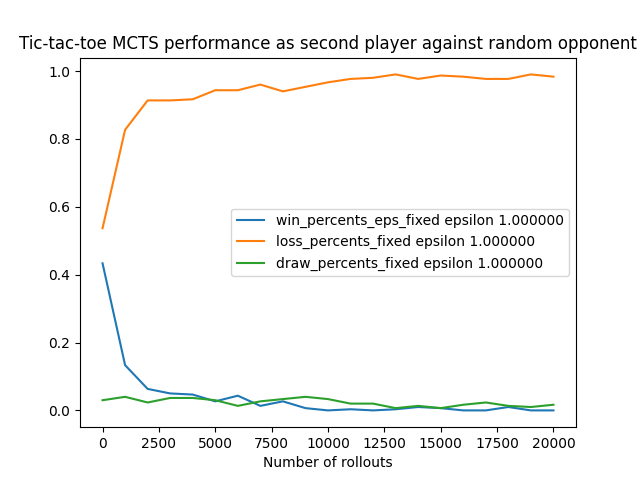 Tic-tac-toe MCTS performance as second player against random opponent
1.0
0.8
0.6
0.4
0.2
0.0
win_percents_eps_fixed epsilon 1.000000
loss_percents_fixed epsilon 1.000000
draw_percents_fixed epsilon 1.000000
0 2500 5000 7500 10000 12500 15000 17500 20000
Number of rollouts